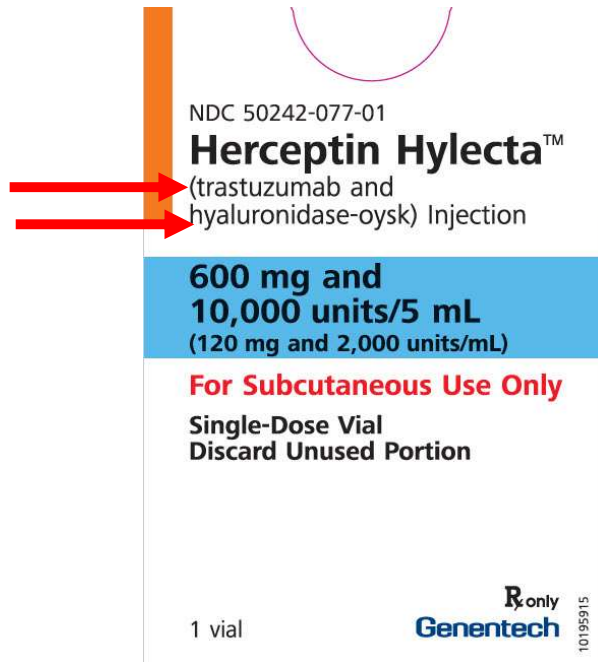 NDC 50242-077-01
Herceptin Hylecta™
(trastuzumab and
hyaluronidase-oysk) Injection
600 mg and
10,000 units/5 mL
(120 mg and 2,000 units/mL)
For Subcutaneous Use Only
Single-Dose Vial
Discard Unused Portion
Rx only
1 vial
Genentech
10195915